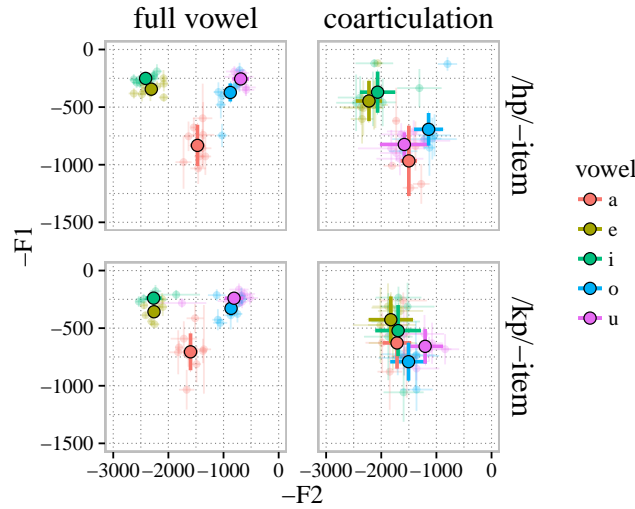 full vowel coarticulation
0
−500
−1000
−1500
/hp/−item
0
−500
−1000
−1500
/kp/−item
−F1
−3000 −2000 −1000 0 −3000 −2000 −1000 0
−F2
vowel
a
e
i
o
u